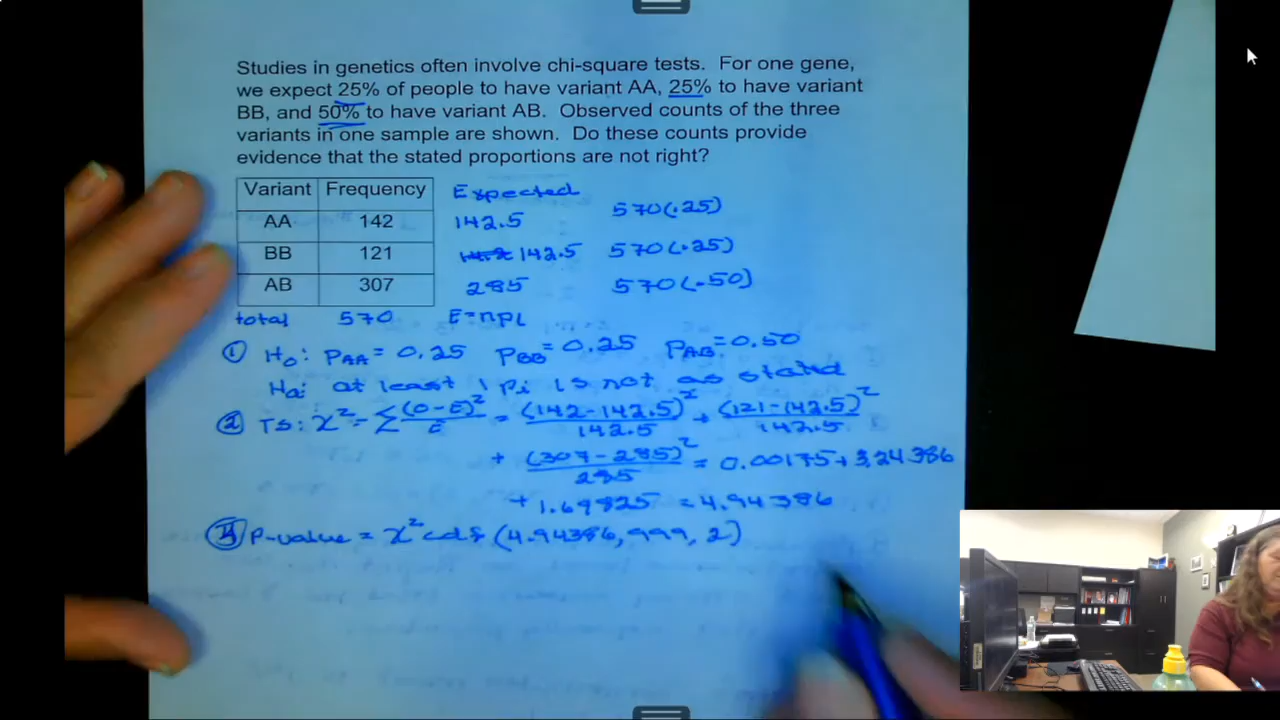 Studies in genetics often involve chi-square tests. For one gene,
we expect 25% of people to have variant AA, 25% to have variant
BB, and 50% to have variant AB. Observed counts of the three
variants in one sample are shown. Do these counts provide
evidence that the stated proportions are not right?
Variant Frequency Expected
AA 142 142.5 570(.25)
BB 121 142.5 570(.25)
AB 307 285 570(.50)
total 570 E=npi
① H₀: pAA = 0.25 pBB = 0.25 pAB = 0.50
Ha: at least 1 pi is not as stated
② TS: χ² = Σ (O-E)²/E = (142-142.5)²/142.5 + (121-142.5)²/142.5
+ (307-285)²/285 = 0.00175 + 3.24386
+ 1.69825 = 4.94386
P-value = χ² cdf (4.94386, 999, 2)